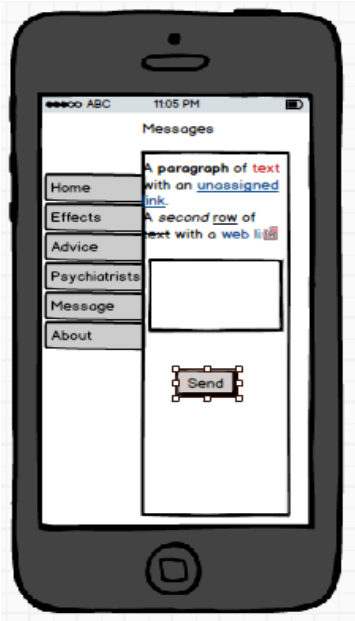 ABC 11:05 PM
Messages
A paragraph of text
with an unassigned
link.
A second row of
text with a web
Home
Effects
Advice
Psychiatrists
Message
About
Send